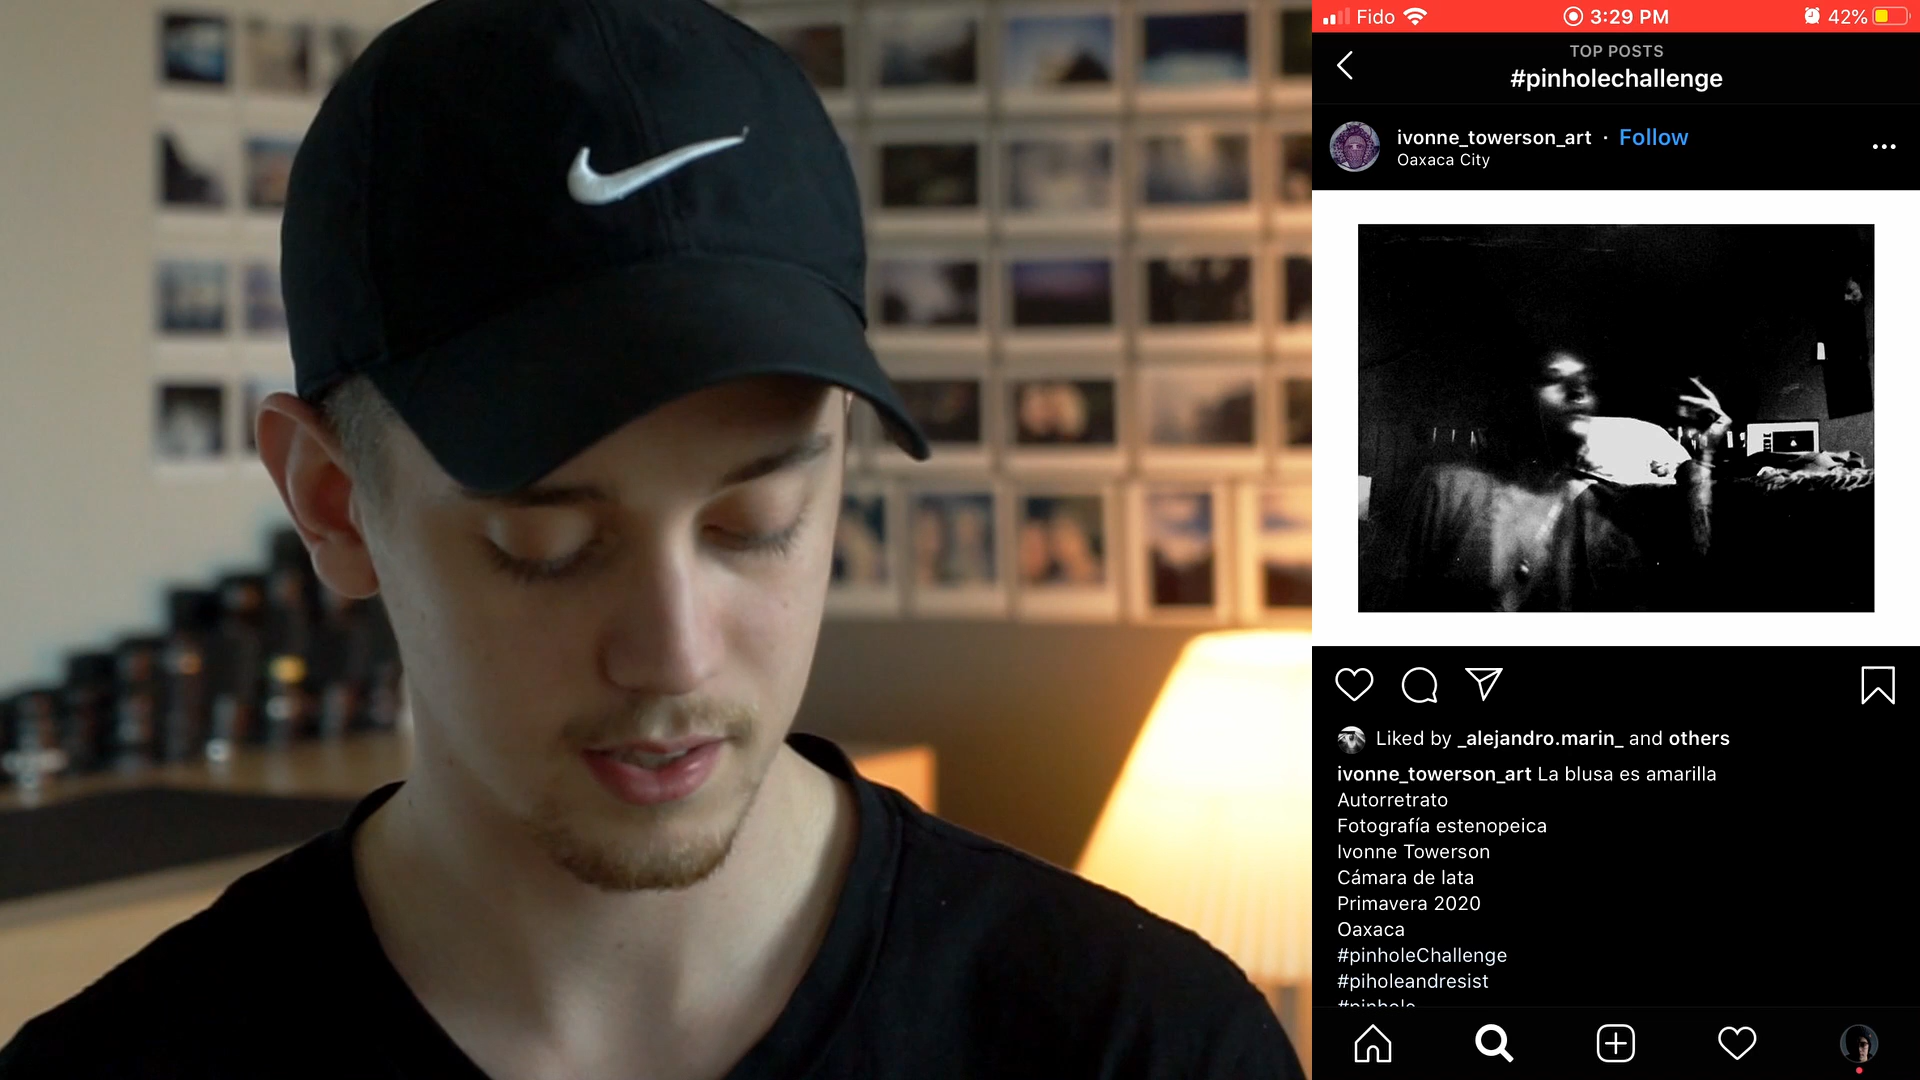 Fido 3:29 PM 42%
TOP POSTS
#pinholechallenge
ivonne_towerson_art · Follow
Oaxaca City
Liked by _alejandro.marin_ and others
ivonne_towerson_art La blusa es amarilla
Autorretrato
Fotografía estenopeica
Ivonne Towerson
Cámara de lata
Primavera 2020
Oaxaca
#pinholeChallenge
#piholeandresist
#pinhole